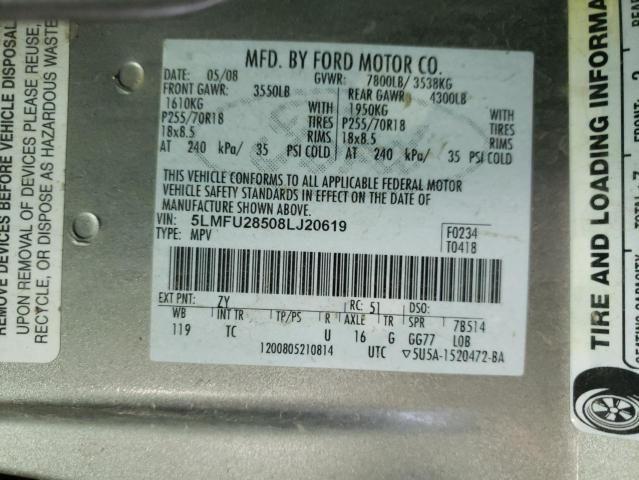 REMOVE DEVICES BEFORE VEHICLE DISPOSAL
UPON REMOVAL OF DEVICES PLEASE REUSE,
RECYCLE, OR DISPOSE AS HAZARDOUS WASTE
MFD. BY FORD MOTOR CO.
DATE: 05/08 GVWR: 7800LB/ 3538KG
FRONT GAWR: 3550LB REAR GAWR: 4300LB
1610KG WITH 1950KG WITH
P255/70R18 TIRES P255/70R18 TIRES
18x8.5 RIMS 18x8.5 RIMS
AT 240 kPa/ 35 PSI COLD AT 240 kPa/ 35 PSI COLD
THIS VEHICLE CONFORMS TO ALL APPLICABLE FEDERAL MOTOR
VEHICLE SAFETY STANDARDS IN EFFECT ON THE DATE OF
MANUFACTURE SHOWN ABOVE.
VIN: 5LMFU28508LJ20619 F0234
TYPE: MPV T0418
EXT PNT: ZY RC: 51 DSO:
WB INT TR TP/PS R AXLE TR SPR 7B514
119 TC U 16 G GG77 LOB
1200805210814 UTC ▽5U5A-1520472-BA
TIRE AND LOADING INFORMA